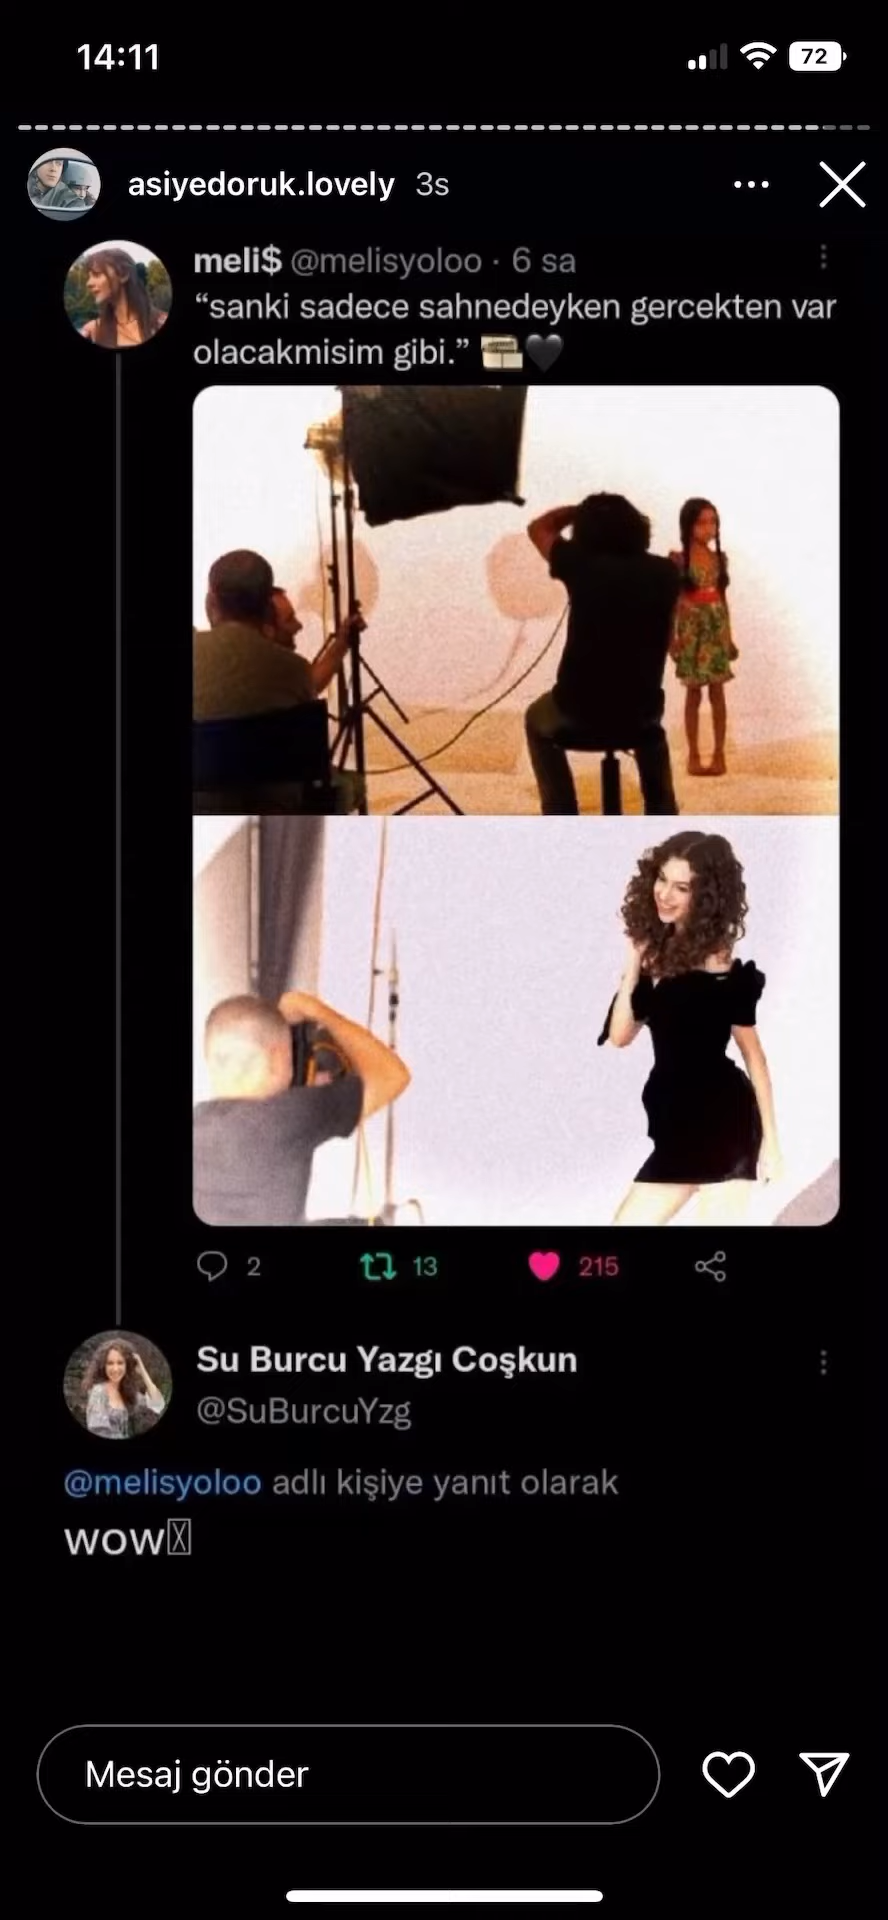 14:11
72
asiyedoruk.lovely 3s
meli$ @melisyoloo · 6 sa
“sanki sadece sahnedeyken gercekten var
olacakmisim gibi.”
2 13 215
Su Burcu Yazgı Coşkun
@SuBurcuYzg
@melisyoloo adlı kişiye yanıt olarak
wow
Mesaj gönder